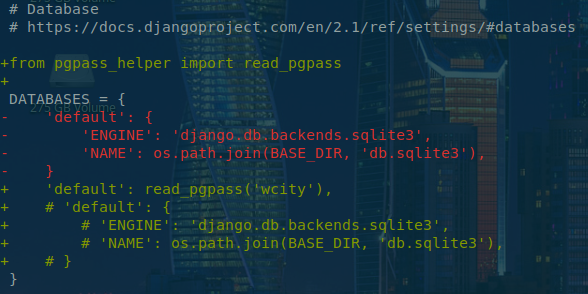 # Database
# https://docs.djangoproject.com/en/2.1/ref/settings/#databases

+from pgpass_helper import read_pgpass
+
 DATABASES = {
-    'default': {
-        'ENGINE': 'django.db.backends.sqlite3',
-        'NAME': os.path.join(BASE_DIR, 'db.sqlite3'),
-    }
+    'default': read_pgpass('wcity'),
+    # 'default': {
+        # 'ENGINE': 'django.db.backends.sqlite3',
+        # 'NAME': os.path.join(BASE_DIR, 'db.sqlite3'),
+    # }
 }